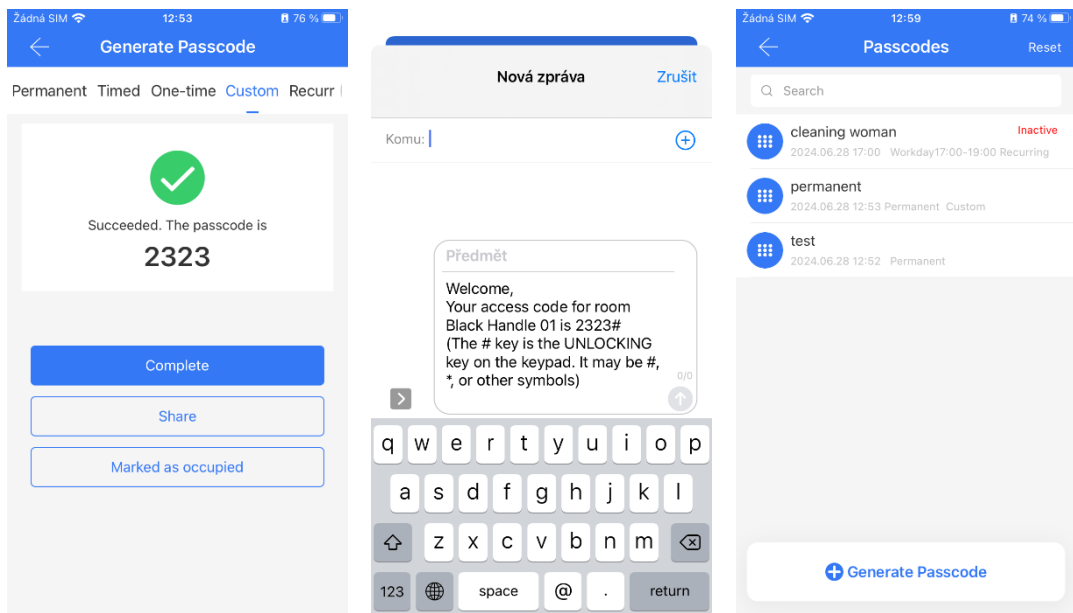 Žádná SIM 12:53 76 %
Generate Passcode
Permanent Timed One-time Custom Recurr
Succeeded. The passcode is
2323
Complete
Share
Marked as occupied
Nová zpráva Zrušit
Komu:
Předmět
Welcome,
Your access code for room
Black Handle 01 is 2323#
(The # key is the UNLOCKING
key on the keypad. It may be #,
*, or other symbols)
0/0
q w e r t y u i o p
a s d f g h j k l
z x c v b n m
123 space @ . return
Žádná SIM 12:59 74 %
Passcodes Reset
Search
cleaning woman Inactive
2024.06.28 17:00 Workday17:00-19:00 Recurring
permanent
2024.06.28 12:53 Permanent Custom
test
2024.06.28 12:52 Permanent
Generate Passcode